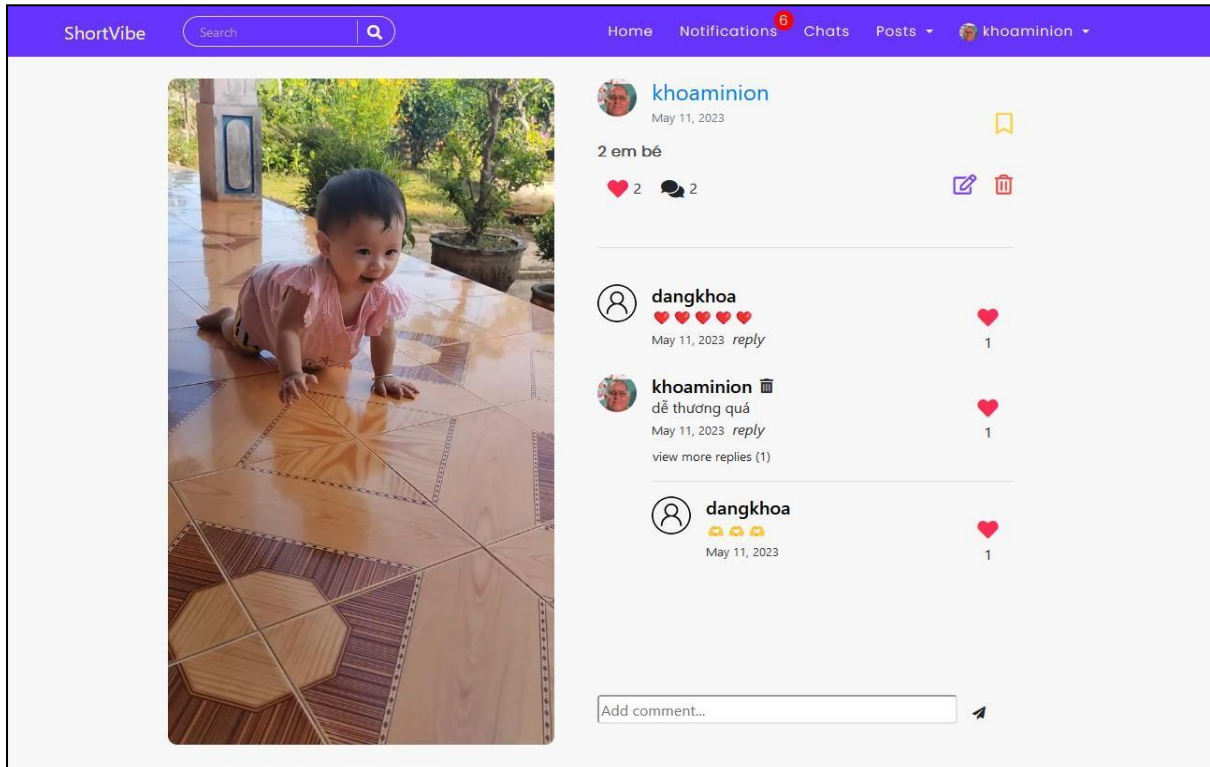 ShortVibe Search Home Notifications 6 Chats Posts khoaminion
khoaminion
May 11, 2023
2 em bé
2 2
dangkhoa
May 11, 2023 reply
1
khoaminion
dễ thương quá
May 11, 2023 reply
1
view more replies (1)
dangkhoa
May 11, 2023
1
Add comment...